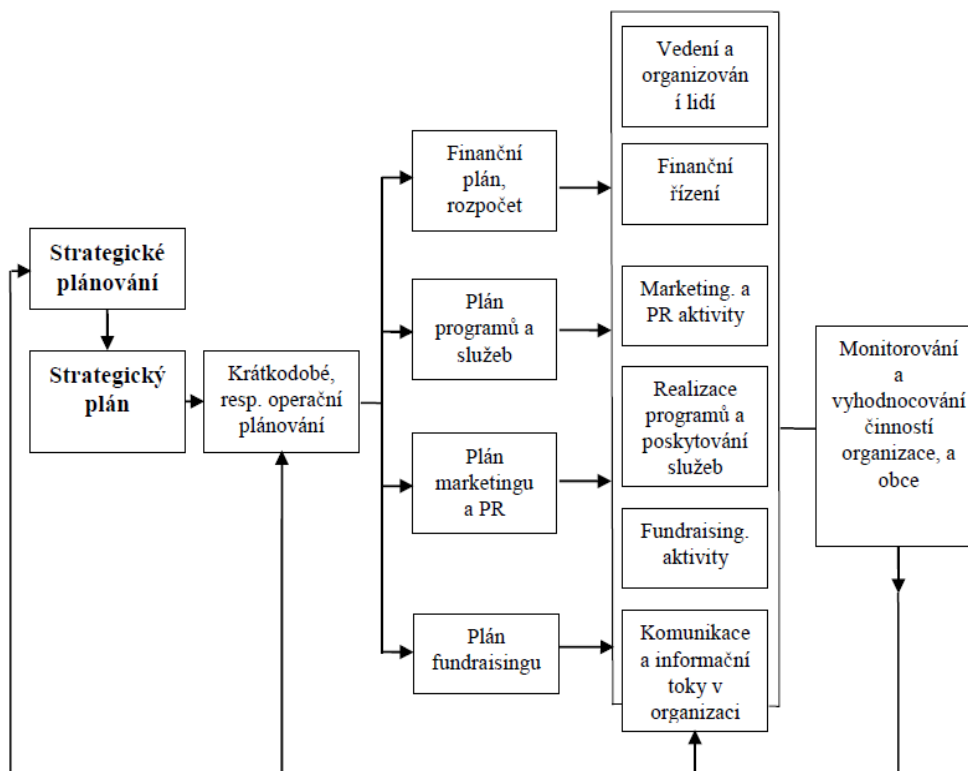 Strategické
plánování
Strategický
plán
Krátkodobé,
resp. operační
plánování
Finanční
plán,
rozpočet
Plán
programů a
služeb
Plán
marketingu
a PR
Plán
fundraisingu
Vedení a
organizován
í lidí
Finanční
řízení
Marketing. a
PR aktivity
Realizace
programů a
poskytování
služeb
Fundraising.
aktivity
Komunikace
a informační
toky v
organizaci
Monitorování
a
vyhodnocování
činností
organizace, a
obce